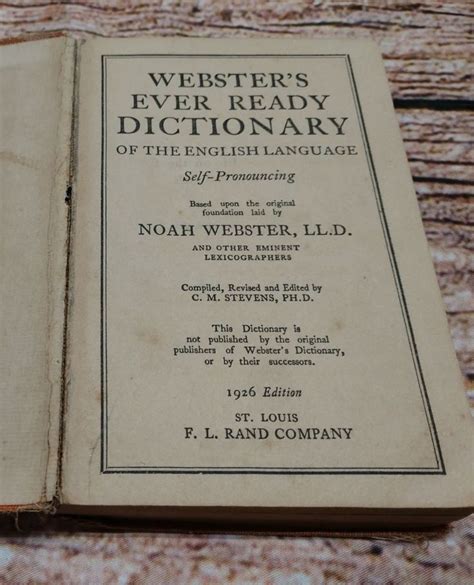 WEBSTER'S
EVER READY
DICTIONARY
OF THE ENGLISH LANGUAGE
Self-Pronouncing
Based upon the original
foundation laid by
NOAH WEBSTER, LL.D.
AND OTHER EMINENT
LEXICOGRAPHERS
Compiled, Revised and Edited by
C. M. STEVENS, PH.D.
This Dictionary is
not published by the original
publishers of Webster's Dictionary,
or by their successors.
1926 Edition
ST. LOUIS
F. L. RAND COMPANY